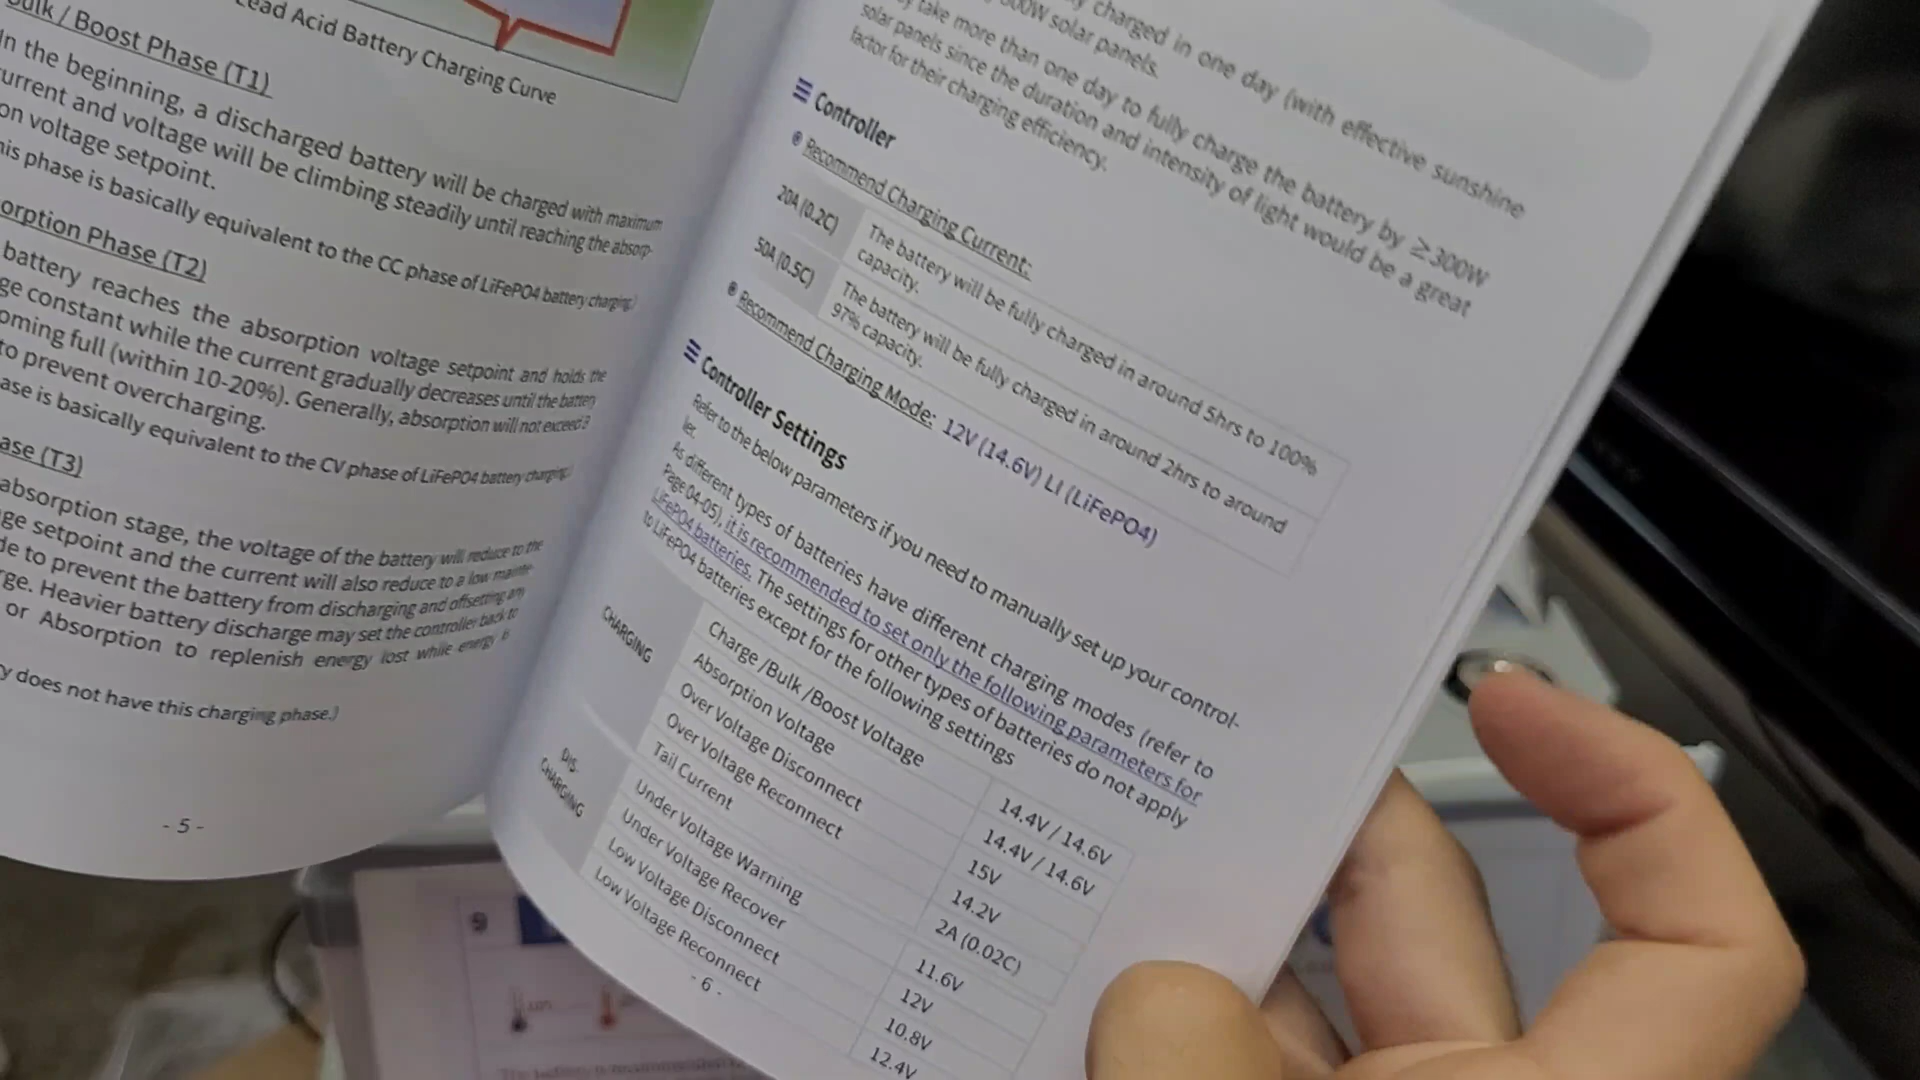 Lead Acid Battery Charging Curve
Bulk / Boost Phase (T1)
In the beginning, a discharged battery will be charged with maximum
current and voltage will be climbing steadily until reaching the absorp-
on voltage setpoint.
his phase is basically equivalent to the CC phase of LiFePO4 battery charging.)
orption Phase (T2)
battery reaches the absorption voltage setpoint and holds the
ge constant while the current gradually decreases until the battery
oming full (within 10-20%). Generally, absorption will not exceed 3
to prevent overcharging.
ase is basically equivalent to the CV phase of LiFePO4 battery charging.)
ase (T3)
absorption stage, the voltage of the battery will reduce to the
ge setpoint and the current will also reduce to a low mainte-
de to prevent the battery from discharging and offsetting any
rge. Heavier battery discharge may set the controller back to
or Absorption to replenish energy lost while energy is
y does not have this charging phase.)
- 5 -
y charged in one day (with effective sunshine
00W solar panels.
y take more than one day to fully charge the battery by ≥300W
solar panels since the duration and intensity of light would be a great
factor for their charging efficiency.
Controller
Recommend Charging Current:
20A (0.2C) The battery will be fully charged in around 5hrs to 100%
capacity.
50A (0.5C) The battery will be fully charged in around 2hrs to around
97% capacity.
Recommend Charging Mode: 12V (14.6V) LI (LiFePO4)
Controller Settings
Refer to the below parameters if you need to manually set up your control-
ler.
As different types of batteries have different charging modes (refer to
Page 04-05), it is recommended to set only the following parameters for
LiFePO4 batteries. The settings for other types of batteries do not apply
to LiFePO4 batteries except for the following settings
CHARGING
Charge /Bulk /Boost Voltage 14.4V / 14.6V
Absorption Voltage 14.4V / 14.6V
Over Voltage Disconnect 15V
Over Voltage Reconnect 14.2V
Tail Current 2A (0.02C)
DIS-
CHARGING
Under Voltage Warning 11.6V
Under Voltage Recover 12V
Low Voltage Disconnect 10.8V
Low Voltage Reconnect 12.4V
- 6 -
9